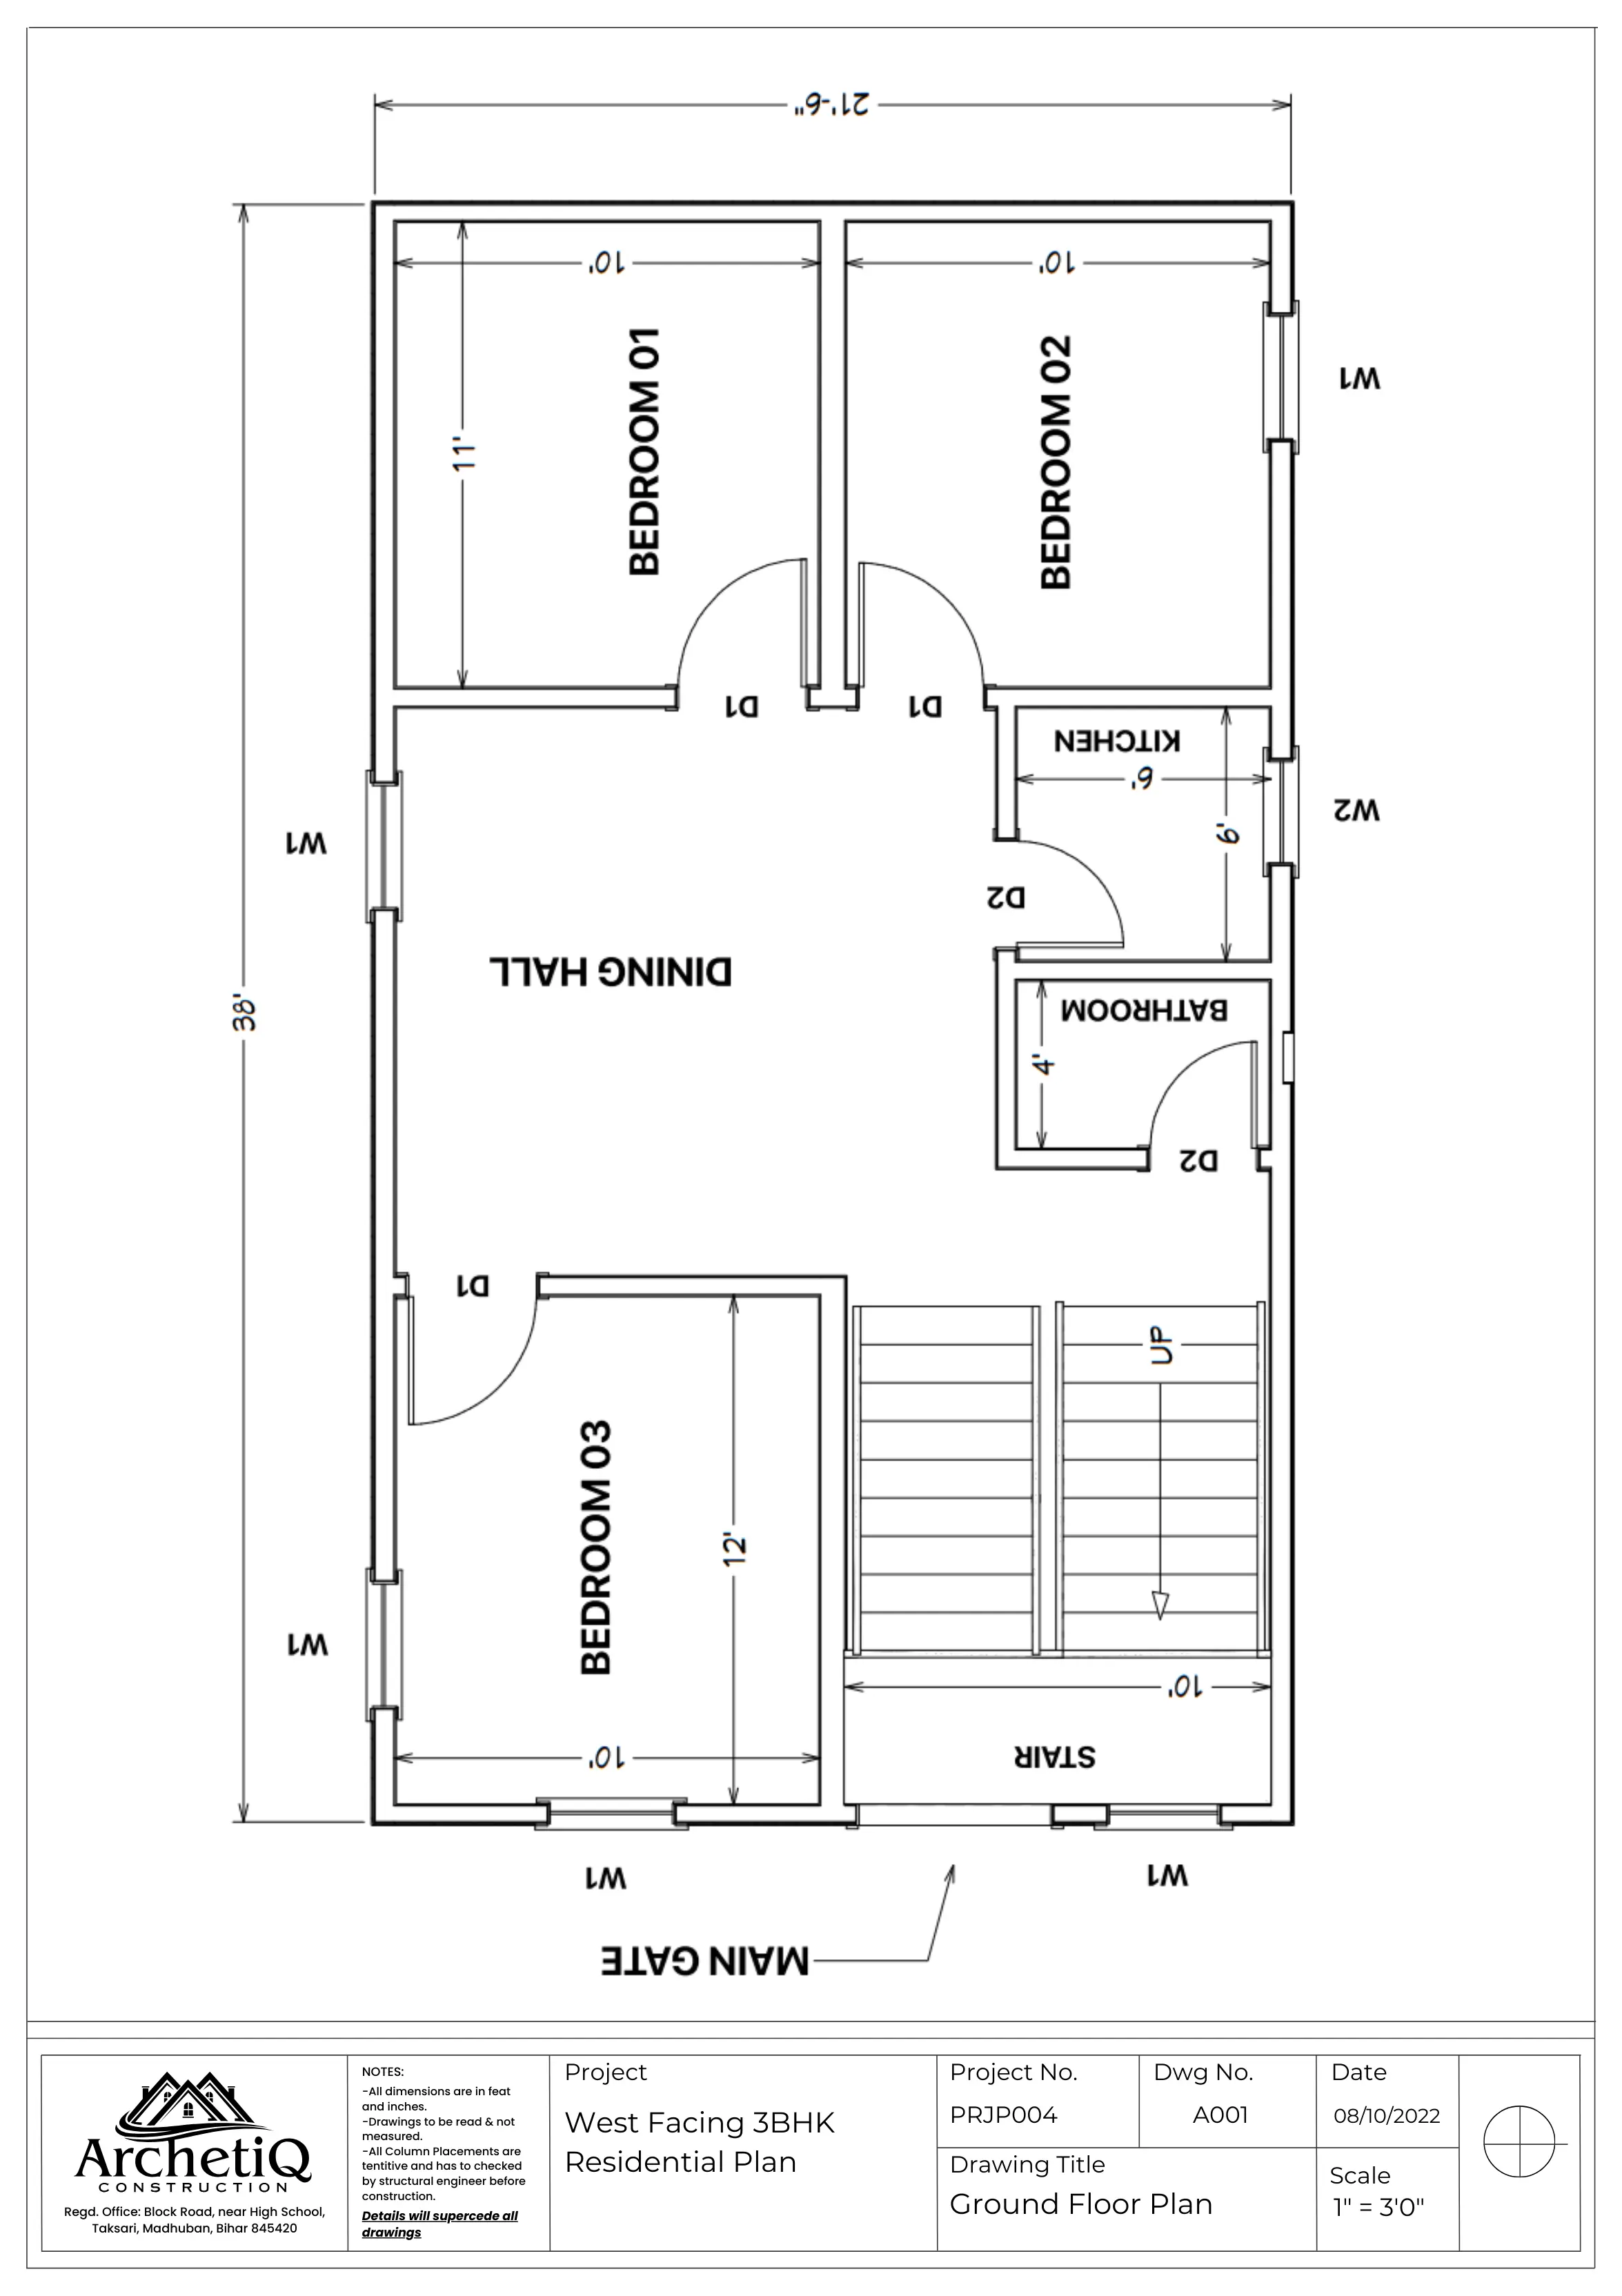 21'-6"
10'
10'
11'
BEDROOM 01
BEDROOM 02
W1
D1
D1
KITCHEN
6'
6'
W2
W1
D2
DINING HALL
BATHROOM
38'
4'
D2
D1
UP
BEDROOM 03
12'
W1
10'
10'
STAIR
W1
W1
MAIN GATE
ArchetiQ
CONSTRUCTION
Regd. Office: Block Road, near High School,
Taksari, Madhuban, Bihar 845420
NOTES:
-All dimensions are in feat
and inches.
-Drawings to be read & not
measured.
-All Column Placements are
tentitive and has to checked
by structural engineer before
construction.
Details will supercede all
drawings
Project
West Facing 3BHK
Residential Plan
Project No.
PRJP004
Dwg No.
A001
Date
08/10/2022
Drawing Title
Ground Floor Plan
Scale
1" = 3'0"